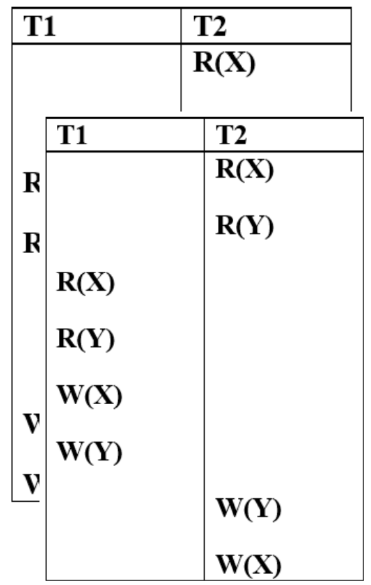 T1 T2
R(X)
T1 T2
R(X)
R(Y)
R(X)
R(Y)
W(X)
W(Y)
W(Y)
W(X)